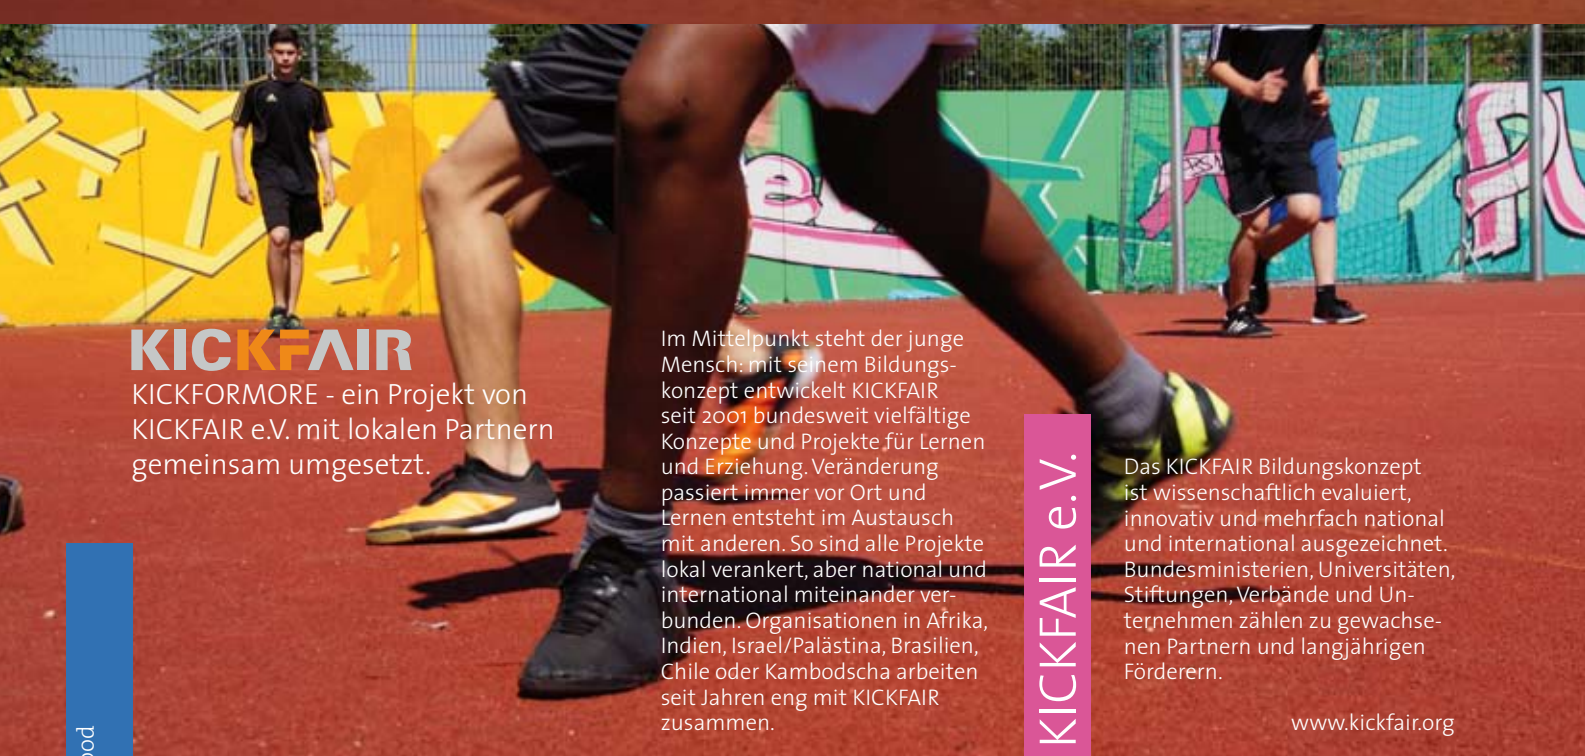 KICKFAIR
KICKFORMORE - ein Projekt von
KICKFAIR e.V. mit lokalen Partnern
gemeinsam umgesetzt.
Im Mittelpunkt steht der junge
Mensch: mit seinem Bildungs-
konzept entwickelt KICKFAIR
seit 2001 bundesweit vielfältige
Konzepte und Projekte für Lernen
und Erziehung. Veränderung
passiert immer vor Ort und
Lernen entsteht im Austausch
mit anderen. So sind alle Projekte
lokal verankert, aber national und
international miteinander ver-
bunden. Organisationen in Afrika,
Indien, Israel/Palästina, Brasilien,
Chile oder Kambodscha arbeiten
seit Jahren eng mit KICKFAIR
zusammen.
KICKFAIR e.V.
Das KICKFAIR Bildungskonzept
ist wissenschaftlich evaluiert,
innovativ und mehrfach national
und international ausgezeichnet.
Bundesministerien, Universitäten,
Stiftungen, Verbände und Un-
ternehmen zählen zu gewachse-
nen Partnern und langjährigen
Förderern.
www.kickfair.org